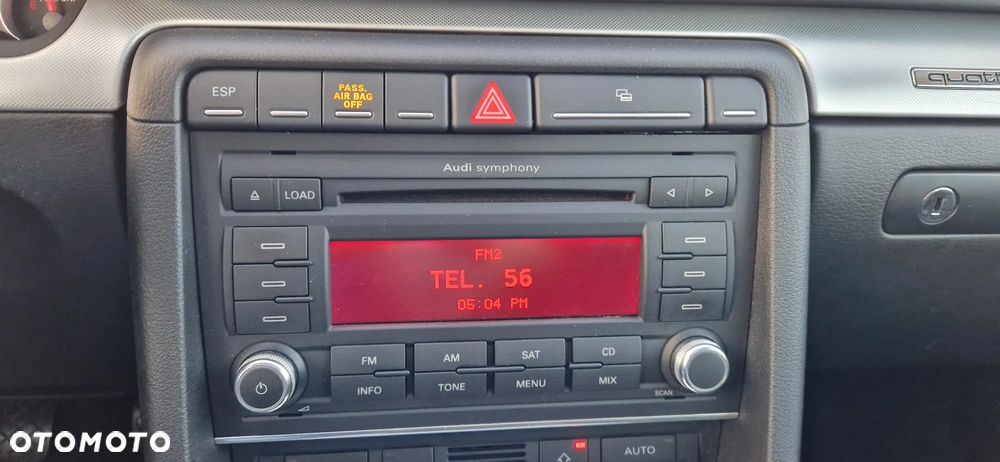 ESP
PASS.
AIR BAG
OFF
quatt
Audi symphony
LOAD
FM2
TEL. 56
05:04 PM
FM AM SAT CD
INFO TONE MENU MIX
SCAN
AUTO
OTOMOTO